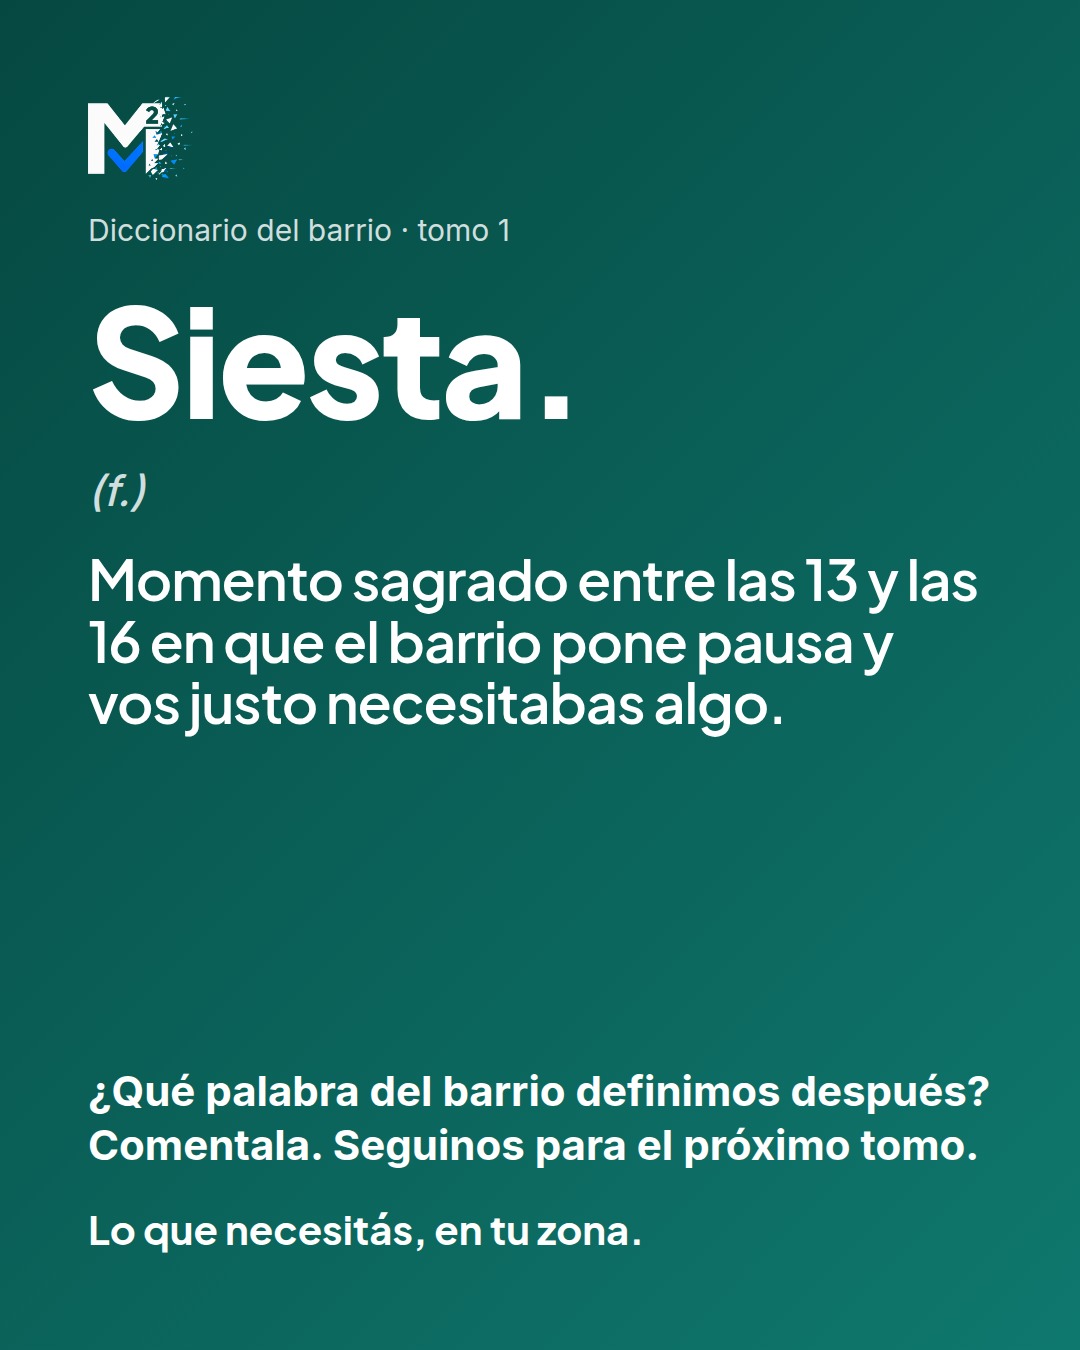 M2
Diccionario del barrio · tomo 1
Siesta.
(f.)
Momento sagrado entre las 13 y las
16 en que el barrio pone pausa y
vos justo necesitabas algo.
¿Qué palabra del barrio definimos después?
Comentala. Seguinos para el próximo tomo.
Lo que necesitás, en tu zona.